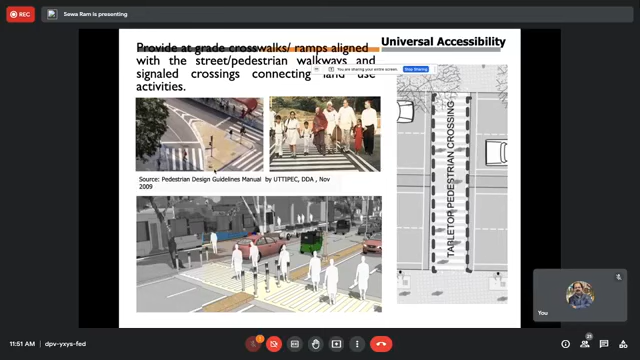 REC
Sewa Ram is presenting
Universal Accessibility
Provide at grade crosswalks/ ramps aligned
with the street/pedestrian walkways and
signaled crossings connecting land use
activities.
You are sharing your entire screen.
Stop Sharing
Source: Pedestrian Design Guidelines Manual by UTTIPEC, DDA , Nov
2009
TABLETOP PEDESTRIAN CROSSING
You
11:51 AM
dpv-yxys-fed